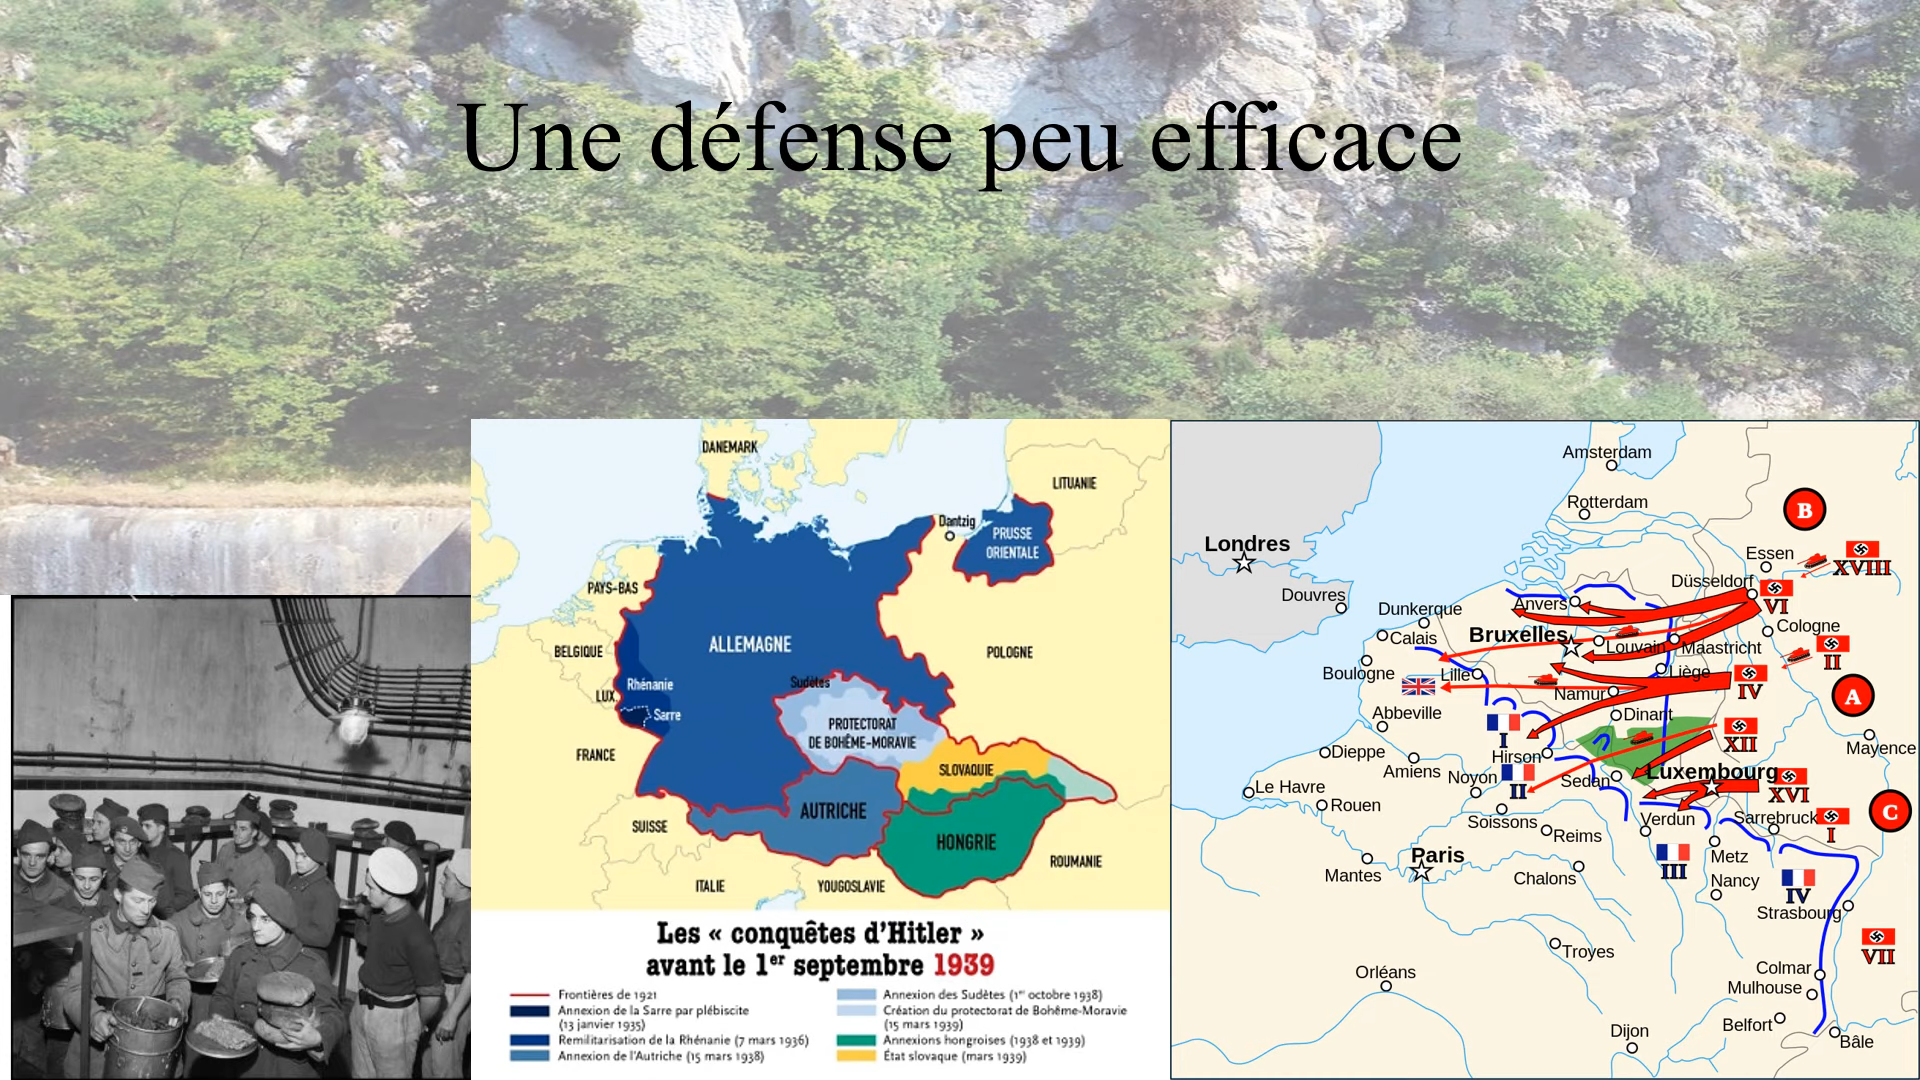 Une défense peu efficace
DANEMARK
LITUANIE
Dantzig
PRUSSE
ORIENTALE
PAYS-BAS
ALLEMAGNE
BELGIQUE
POLOGNE
LUX
Rhénanie
Sudètes
Sarre
PROTECTORAT
DE BOHÊME-MORAVIE
FRANCE
SLOVAQUIE
AUTRICHE
SUISSE
HONGRIE
ROUMANIE
ITALIE
YOUGOSLAVIE
Les « conquêtes d'Hitler »
avant le 1er septembre 1939
Frontières de 1921
Annexion de la Sarre par plébiscite
(13 janvier 1935)
Remilitarisation de la Rhénanie (7 mars 1936)
Annexion de l'Autriche (15 mars 1938)
Annexion des Sudètes (1er octobre 1938)
Création du protectorat de Bohême-Moravie
(15 mars 1939)
Annexions hongroises (1938 et 1939)
État slovaque (mars 1939)
Amsterdam
Rotterdam
B
Londres
Essen
XVIII
Düsseldorf
Douvres
Anvers
VI
Dunkerque
Cologne
Calais
Bruxelles
Louvain
Maastricht
II
Boulogne
Lille
Liège
Namur
IV
A
Abbeville
Dinant
I
XII
Dieppe
Hirson
Mayence
Amiens
Noyon
Sedan
Luxembourg
Le Havre
II
XVI
Rouen
C
Soissons
Verdun
Sarrebruck
I
Reims
Paris
Metz
III
Mantes
Chalons
Nancy
IV
Strasbourg
Troyes
VII
Orléans
Colmar
Mulhouse
Belfort
Dijon
Bâle